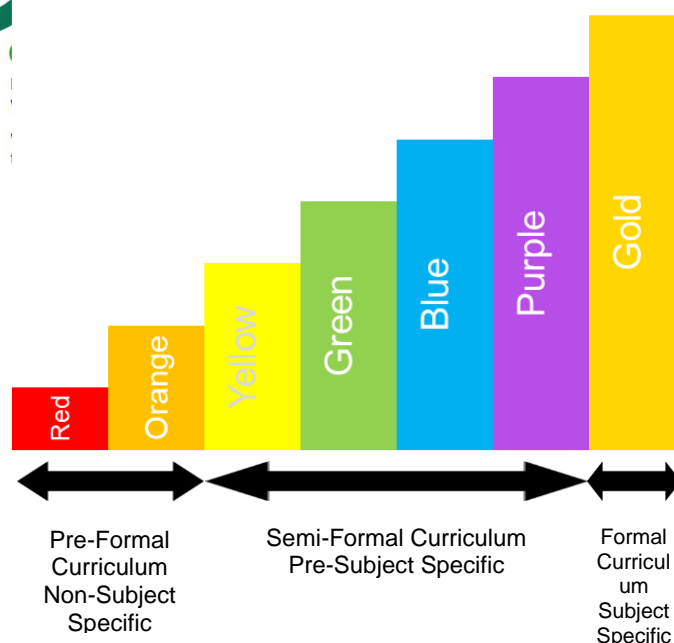 Red
Orange
Yellow
Green
Blue
Purple
Gold
Pre-Formal
Curriculum
Non-Subject
Specific
Semi-Formal Curriculum
Pre-Subject Specific
Formal
Curricul
um
Subject
Specific